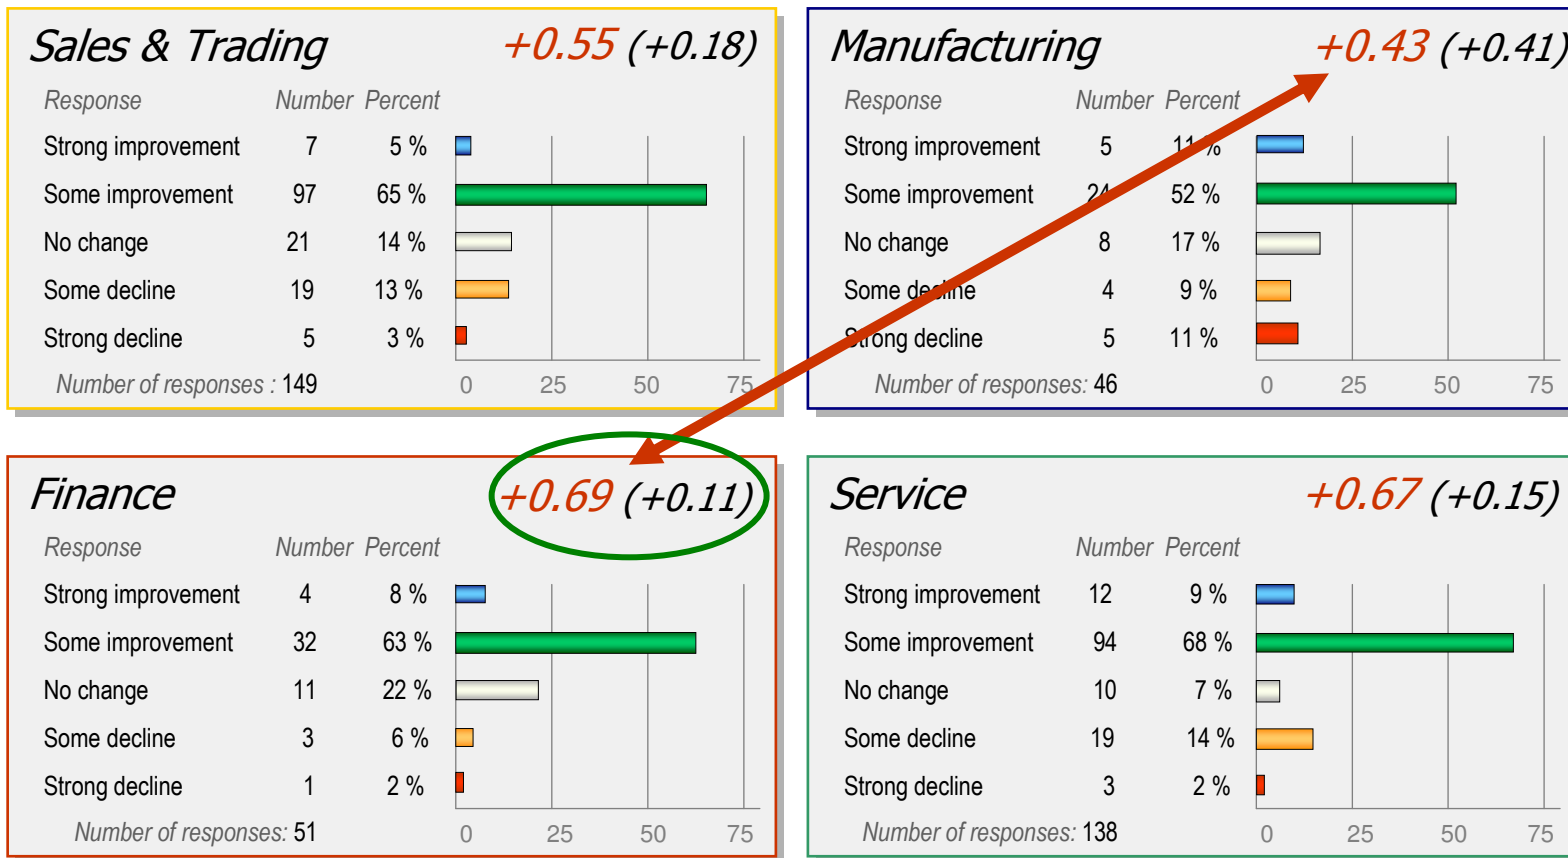 Sales & Trading +0.55 (+0.18)
Response Number Percent
Strong improvement 7 5 %
Some improvement 97 65 %
No change 21 14 %
Some decline 19 13 %
Strong decline 5 3 %
Number of responses : 149 0 25 50 75
Manufacturing +0.43 (+0.41)
Response Number Percent
Strong improvement 5 11 %
Some improvement 24 52 %
No change 8 17 %
Some decline 4 9 %
Strong decline 5 11 %
Number of responses: 46 0 25 50 75
Finance +0.69 (+0.11)
Response Number Percent
Strong improvement 4 8 %
Some improvement 32 63 %
No change 11 22 %
Some decline 3 6 %
Strong decline 1 2 %
Number of responses: 51 0 25 50 75
Service +0.67 (+0.15)
Response Number Percent
Strong improvement 12 9 %
Some improvement 94 68 %
No change 10 7 %
Some decline 19 14 %
Strong decline 3 2 %
Number of responses: 138 0 25 50 75